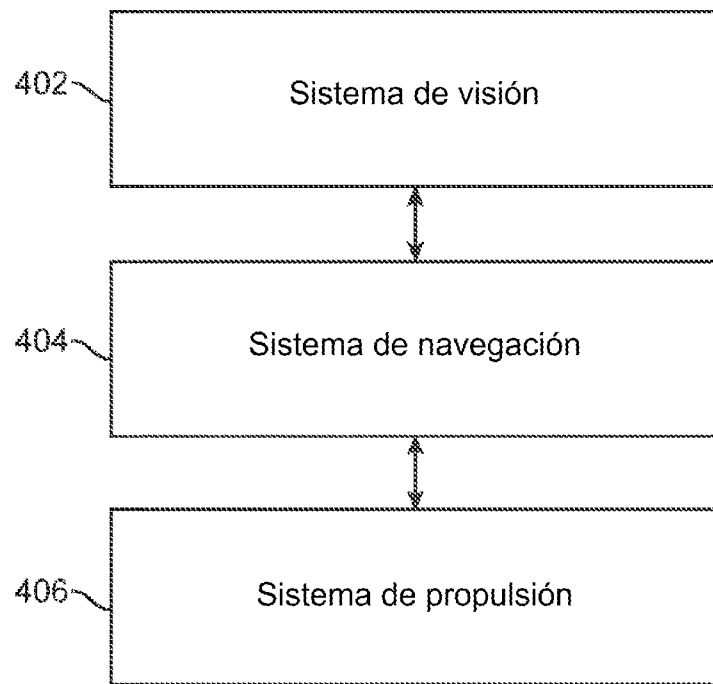 402
Sistema de visión
404
Sistema de navegación
406
Sistema de propulsión